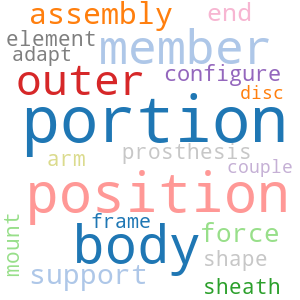 assembly end
element member
adapt
outer configure
disc
portion
arm prosthesis
couple
position
mount frame force
body shape
support sheath